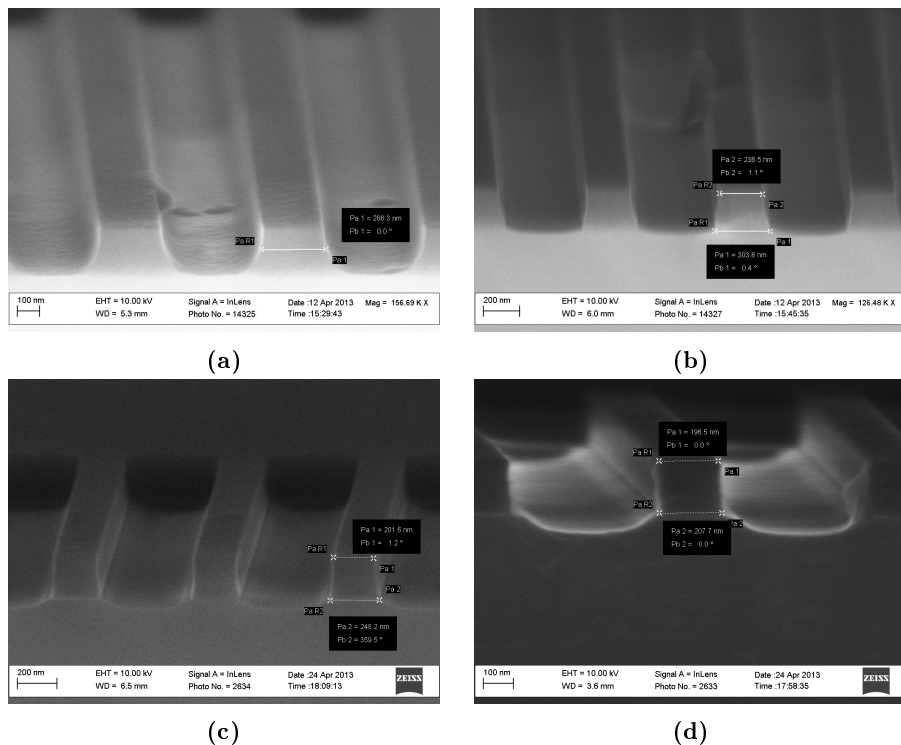 Pa 1 = 286.3 nm
Pb 1 = 0.0 °
Pa R1
Pa 1
100 nm
EHT = 10.00 kV
WD = 5.3 mm
Signal A = InLens
Photo No. = 14325
Date :12 Apr 2013
Time :15:29:43
Mag = 156.69 K X
(a)
Pa 2 = 236.5 nm
Pb 2 = 1.1 °
Pa R2
Pa 2
Pa R1
Pa 1
Pa 1 = 303.6 nm
Pb 1 = 0.4 °
200 nm
EHT = 10.00 kV
WD = 6.0 mm
Signal A = InLens
Photo No. = 14327
Date :12 Apr 2013
Time :15:45:35
Mag = 126.48 K X
(b)
Pa 1 = 201.6 nm
Pb 1 = 1.2 °
Pa R1
Pa 1
Pa 2
Pa R2
Pa 2 = 248.2 nm
Pb 2 = 359.5 °
200 nm
EHT = 10.00 kV
WD = 6.5 mm
Signal A = InLens
Photo No. = 2634
Date :24 Apr 2013
Time :18:09:13
ZEISS
(c)
Pa 1 = 196.5 nm
Pb 1 = 0.0 °
Pa R1
Pa 1
Pa R2
Pa 2
Pa 2 = 207.7 nm
Pb 2 = 0.0 °
100 nm
EHT = 10.00 kV
WD = 3.6 mm
Signal A = InLens
Photo No. = 2633
Date :24 Apr 2013
Time :17:58:35
ZEISS
(d)